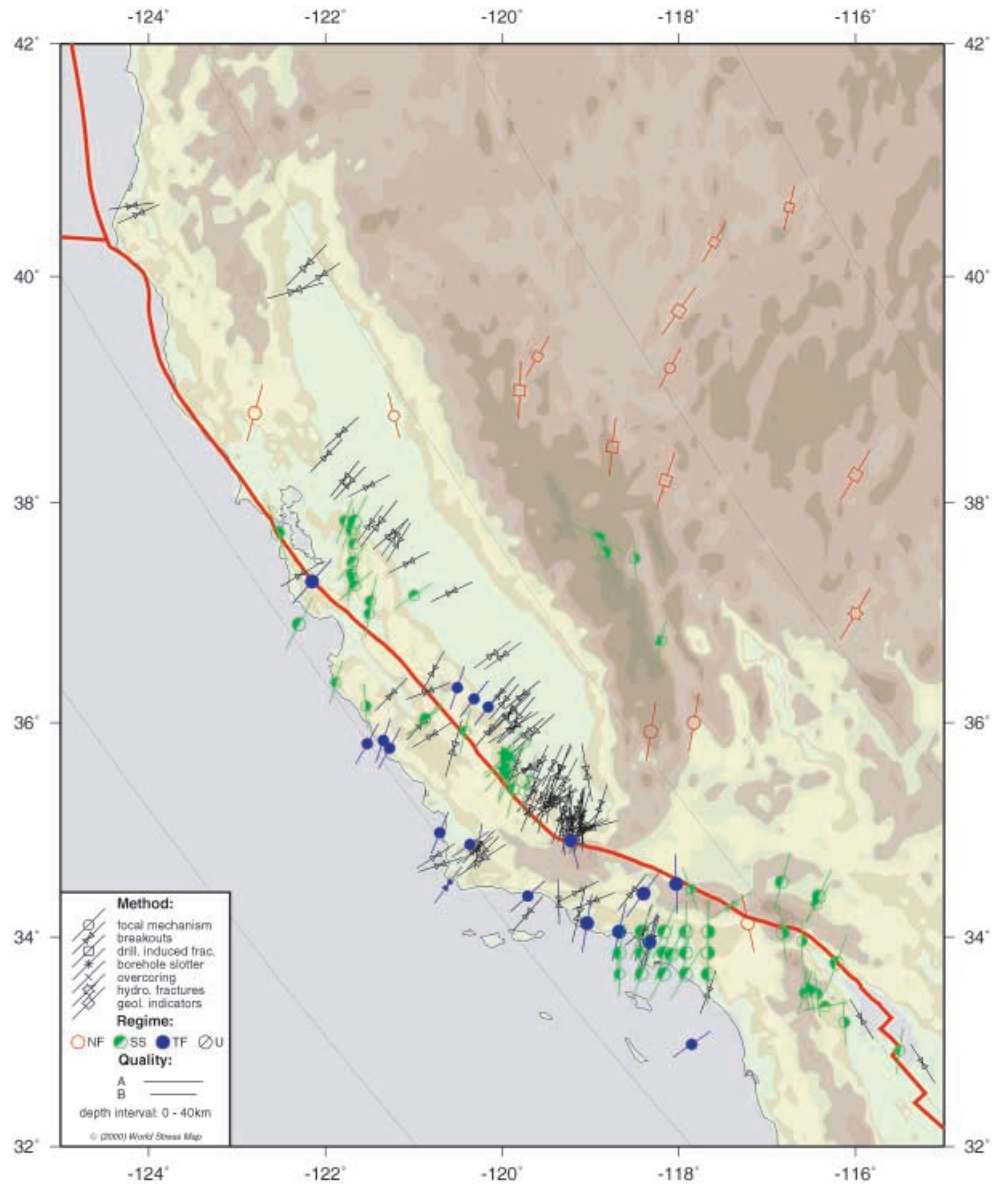 -124° -122° -120° -118° -116°
42° 42°
40° 40°
38° 38°
36° 36°
34° 34°
32° 32°
Method:
focal mechanism
breakouts
drill. induced frac.
borehole slotter
overcoring
hydro. fractures
geol. indicators
Regime:
NF SS TF U
Quality:
A
B
depth interval: 0 - 40km
© (2000) World Stress Map
-124° -122° -120° -118° -116°